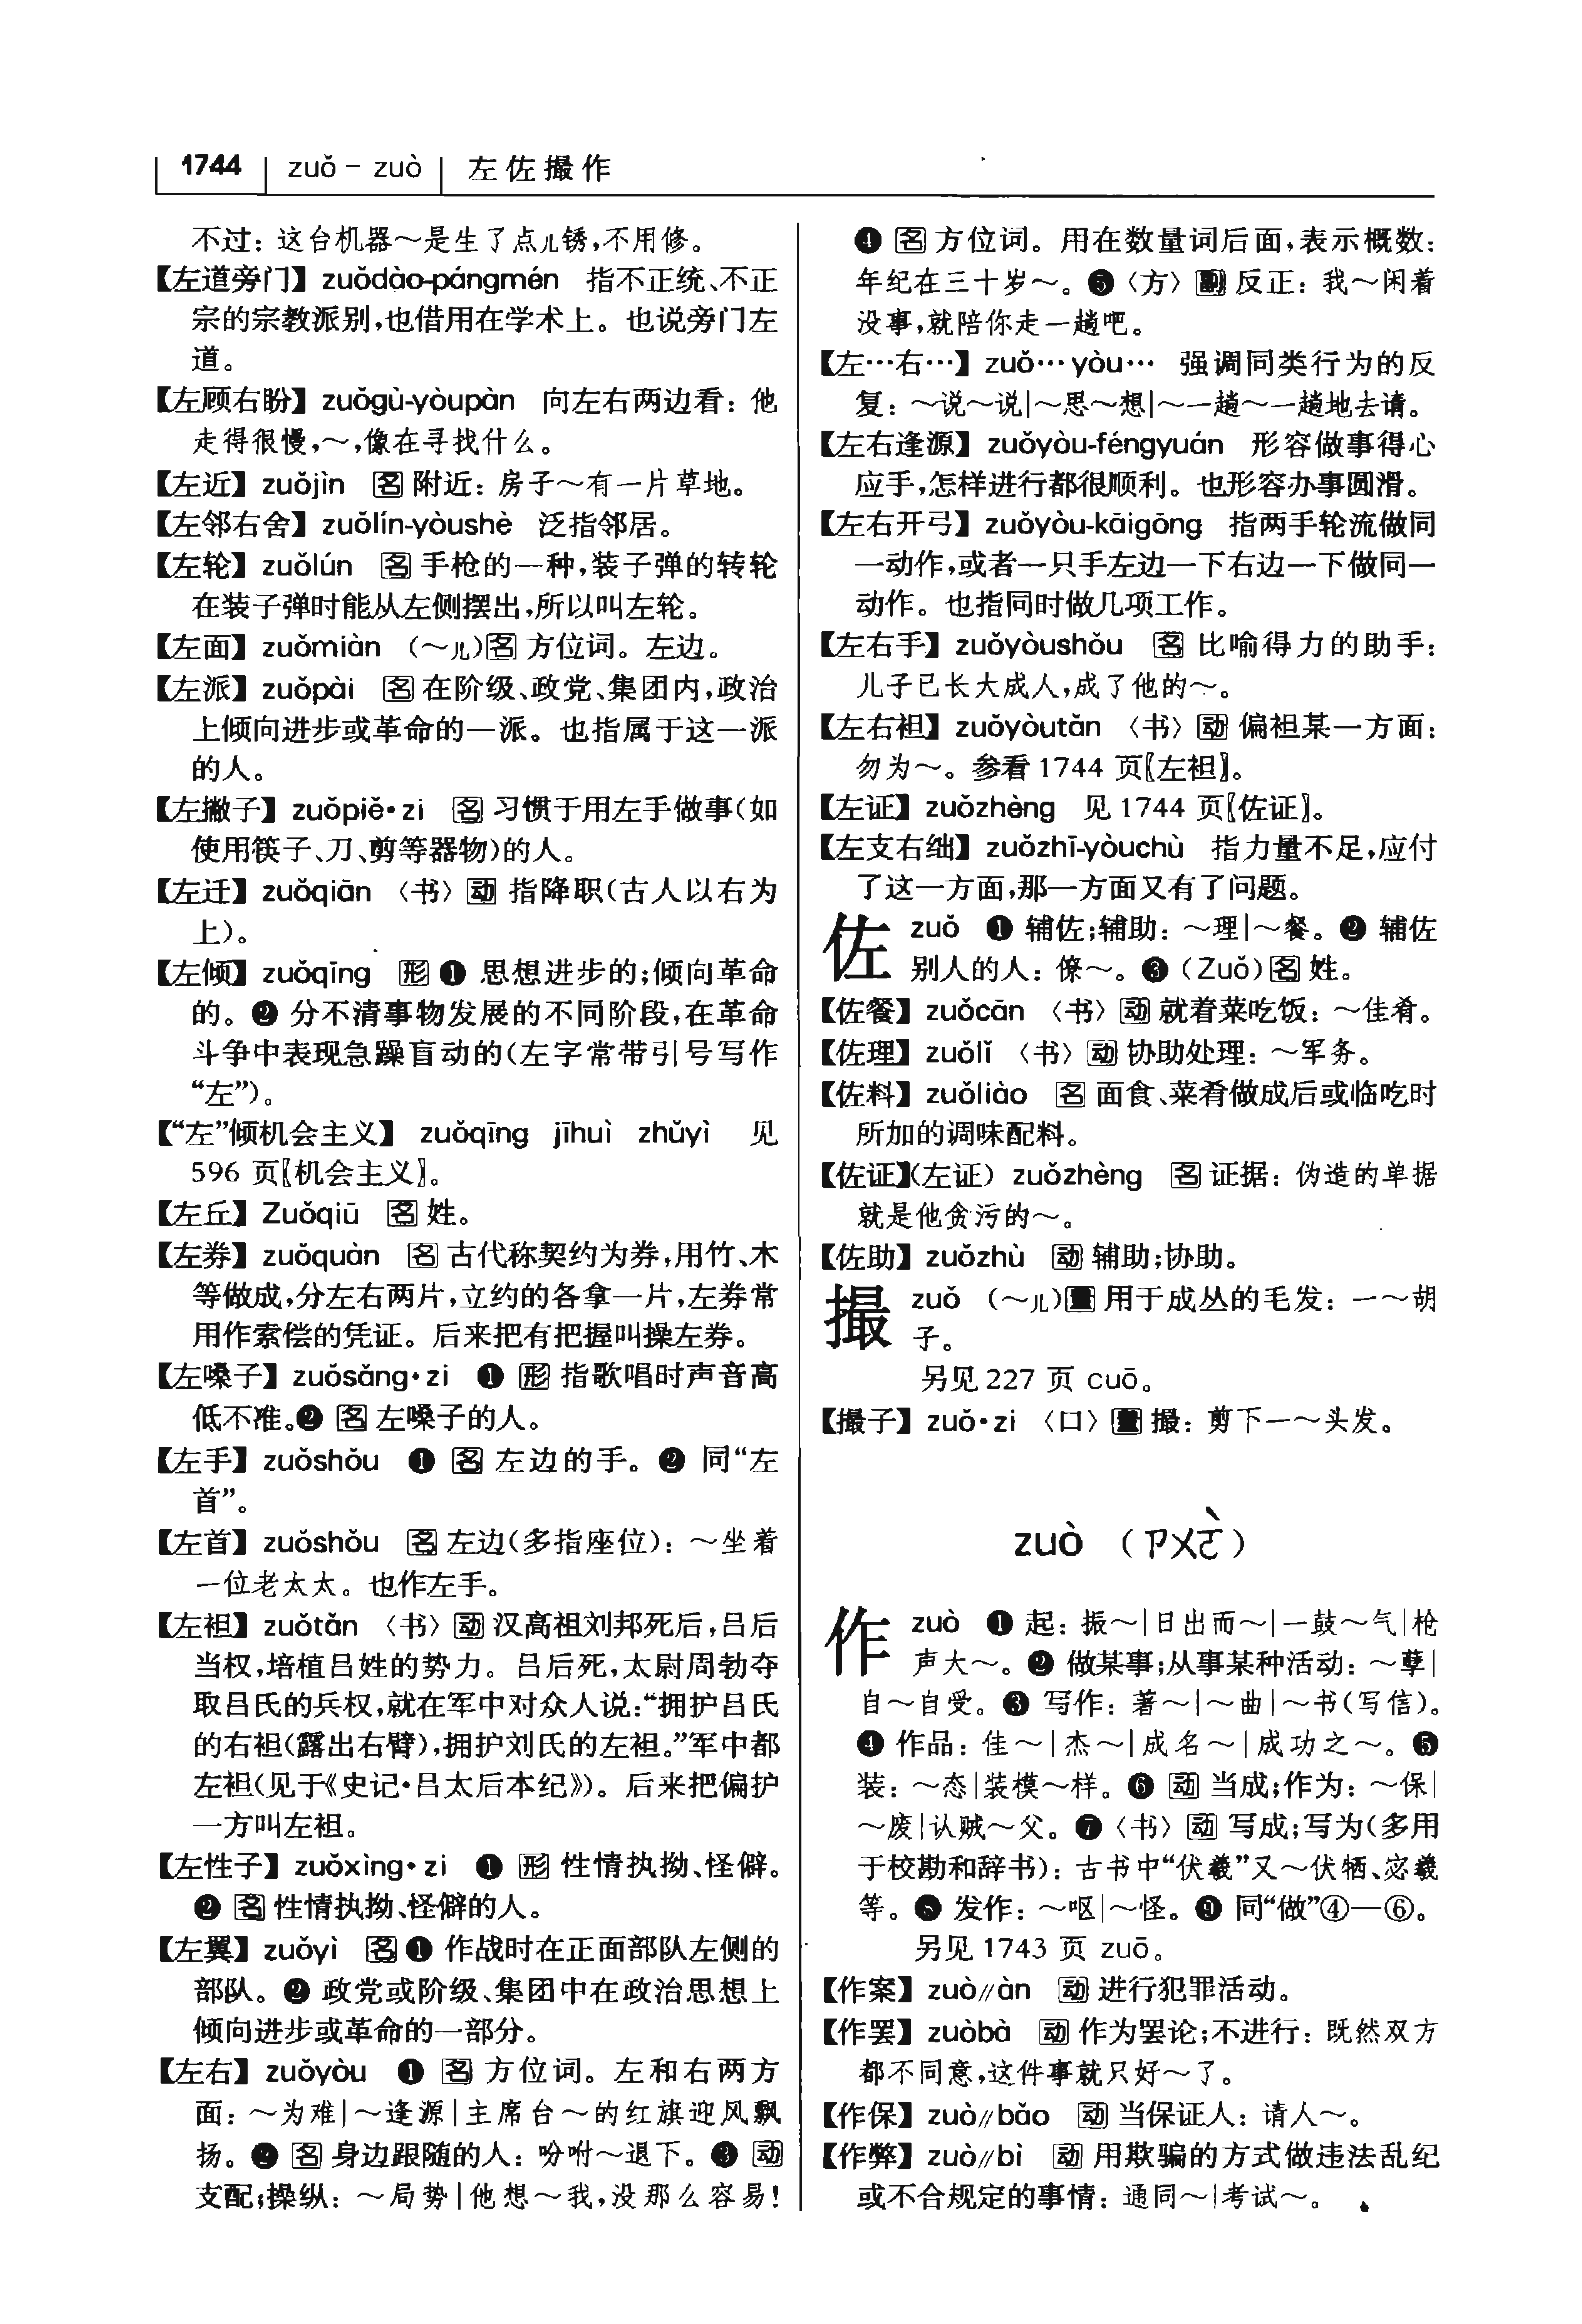 1744 zuǒ – zuò 左佐撮作
不过：这台机器～是生了点儿锈，不用修。
【左道旁门】zuǒdào-pángmén 指不正统、不正
宗的宗教派别，也借用在学术上。也说旁门左
道。
【左顾右盼】zuǒgù-yòupàn 向左右两边看：他
走得很慢，～，像在寻找什么。
【左近】zuǒjìn 名 附近：房子～有一片草地。
【左邻右舍】zuǒlín-yòushè 泛指邻居。
【左轮】zuǒlún 名 手枪的一种，装子弹的转轮
在装子弹时能从左侧摆出，所以叫左轮。
【左面】zuǒmiàn （～儿）名 方位词。左边。
【左派】zuǒpài 名 在阶级、政党、集团内，政治
上倾向进步或革命的一派。也指属于这一派
的人。
【左撇子】zuǒpiě·zi 名 习惯于用左手做事（如
使用筷子、刀、剪等器物）的人。
【左迁】zuǒqiān 〈书〉动 指降职（古人以右为
上）。
【左倾】zuǒqīng 形 ❶ 思想进步的；倾向革命
的。❷ 分不清事物发展的不同阶段，在革命
斗争中表现急躁盲动的（左字常带引号写作
“左”）。
【“左”倾机会主义】 zuǒqīng jīhuì zhǔyì 见
596 页〖机会主义〗。
【左丘】Zuǒqiū 名 姓。
【左券】zuǒquàn 名 古代称契约为券，用竹、木
等做成，分左右两片，立约的各拿一片，左券常
用作索偿的凭证。后来把有把握叫操左券。
【左嗓子】zuǒsǎng·zi ❶ 形 指歌唱时声音高
低不准。❷ 名 左嗓子的人。
【左手】zuǒshǒu ❶ 名 左边的手。❷ 同“左
首”。
【左首】zuǒshǒu 名 左边（多指座位）：～坐着
一位老太太。也作左手。
【左袒】zuǒtǎn 〈书〉动 汉高祖刘邦死后，吕后
当权，培植吕姓的势力。吕后死，太尉周勃夺
取吕氏的兵权，就在军中对众人说：“拥护吕氏
的右袒（露出右臂），拥护刘氏的左袒。”军中都
左袒（见于《史记·吕太后本纪》）。后来把偏护
一方叫左袒。
【左性子】zuǒxìng·zi ❶ 形 性情执拗、怪僻。
❷ 名 性情执拗、怪僻的人。
【左翼】zuǒyì 名 ❶ 作战时在正面部队左侧的
部队。❷ 政党或阶级、集团中在政治思想上
倾向进步或革命的一部分。
【左右】zuǒyòu ❶ 名 方位词。左和右两方
面：～为难|～逢源|主席台～的红旗迎风飘
扬。❷ 名 身边跟随的人：吩咐～退下。❸ 动
支配；操纵：～局势|他想～我，没那么容易！
❹ 名 方位词。用在数量词后面，表示概数：
年纪在三十岁～。❺〈方〉副 反正：我～闲着
没事，就陪你走一趟吧。
【左…右…】zuǒ…yòu… 强调同类行为的反
复：～说～说|～思～想|～一趟～一趟地去请。
【左右逢源】zuǒyòu-féngyuán 形容做事得心
应手，怎样进行都很顺利。也形容办事圆滑。
【左右开弓】zuǒyòu-kāigōng 指两手轮流做同
一动作，或者一只手左边一下右边一下做同一
动作。也指同时做几项工作。
【左右手】zuǒyòushǒu 名 比喻得力的助手：
儿子已长大成人，成了他的～。
【左右袒】zuǒyòutǎn 〈书〉动 偏袒某一方面：
勿为～。参看 1744 页〖左袒〗。
【左证】zuǒzhèng 见 1744 页〖佐证〗。
【左支右绌】zuǒzhī-yòuchù 指力量不足，应付
了这一方面，那一方面又有了问题。
佐 zuǒ ❶ 辅佐；辅助：～理|～餐。❷ 辅佐
别人的人：僚～。❸（Zuǒ）名 姓。
【佐餐】zuǒcān 〈书〉动 就着菜吃饭：～佳肴。
【佐理】zuǒlǐ 〈书〉动 协助处理：～军务。
【佐料】zuǒliào 名 面食、菜肴做成后或临吃时
所加的调味配料。
【佐证】（左证）zuǒzhèng 名 证据：伪造的单据
就是他贪污的～。
【佐助】zuǒzhù 动 辅助；协助。
撮 zuǒ （～儿）量 用于成丛的毛发：一～胡
子。
另见 227 页 cuō。
【撮子】zuǒ·zi 〈口〉量 撮：剪下一～头发。
zuò （ㄗㄨㄛˋ）
作 zuò ❶ 起：振～|日出而～|一鼓～气|枪
声大～。❷ 做某事；从事某种活动：～孽|
自～自受。❸ 写作：著～|～曲|～书（写信）。
❹ 作品：佳～|杰～|成名～|成功之～。❺
装：～态|装模～样。❻ 动 当成；作为：～保|
～废|认贼～父。❼〈书〉动 写成；写为（多用
于校勘和辞书）：古书中“伏羲”又～伏牺、宓羲
等。❽ 发作：～呕|～怪。❾ 同“做”④—⑥。
另见 1743 页 zuō。
【作案】zuò//àn 动 进行犯罪活动。
【作罢】zuòbà 动 作为罢论；不进行：既然双方
都不同意，这件事就只好～了。
【作保】zuò//bǎo 动 当保证人：请人～。
【作弊】zuò//bì 动 用欺骗的方式做违法乱纪
或不合规定的事情：通同～|考试～。